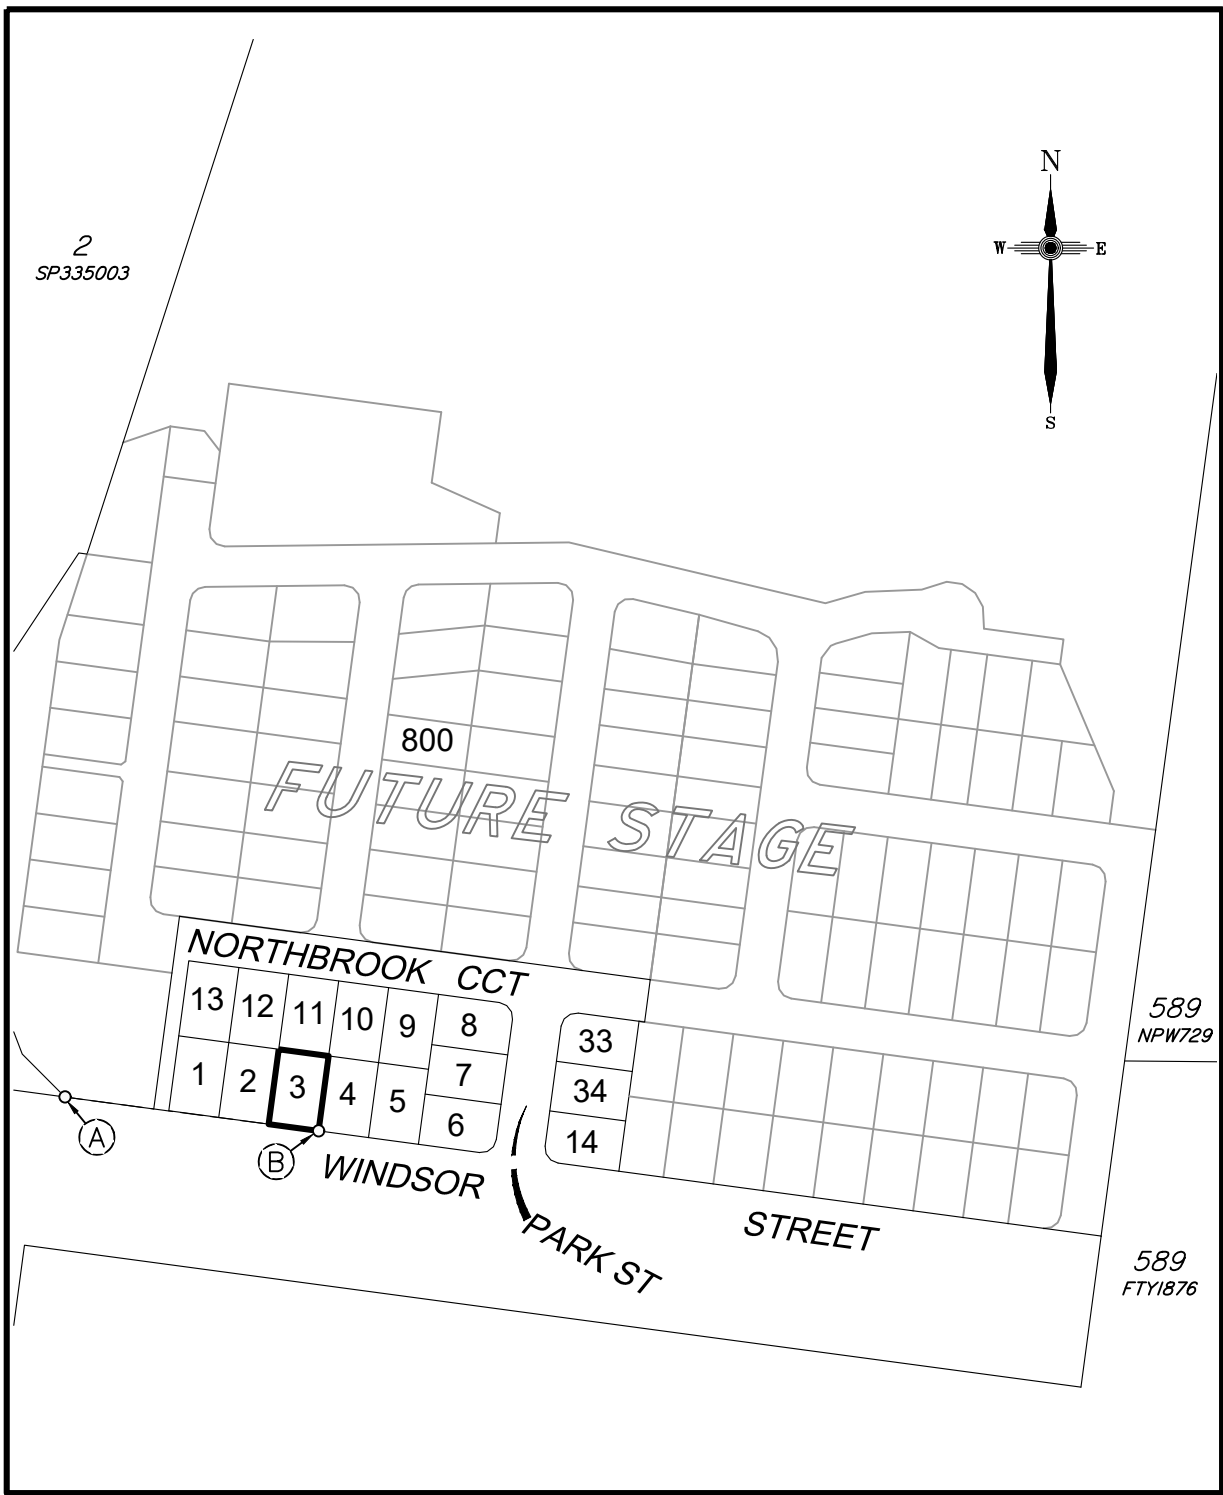 N
2
SP335003
W E
S
800
FUTURE STAGE
NORTHBROOK CCT
13 12 11 10 9 8
589
NPW729
33
1 2 3 4 5 7
34
6
14
A
B
WINDSOR
STREET
PARK ST
589
FTY1876